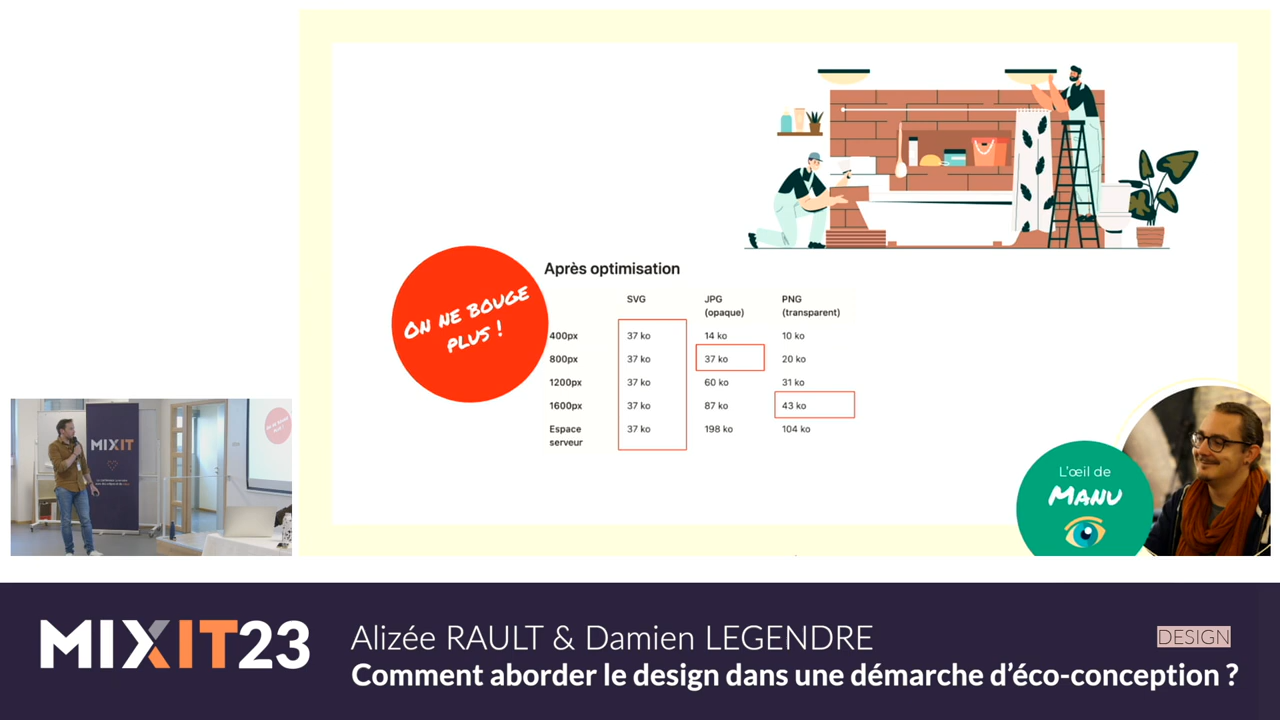 Après optimisation
ON NE BOUGE
PLUS !
SVG JPG PNG
(opaque) (transparent)
400px 37 ko 14 ko 10 ko
800px 37 ko 37 ko 20 ko
1200px 37 ko 60 ko 31 ko
1600px 37 ko 87 ko 43 ko
Espace 37 ko 198 ko 104 ko
serveur
MIXIT
L'œil de
MANU
MIXIT23
Alizée RAULT & Damien LEGENDRE
DESIGN
Comment aborder le design dans une démarche d'éco-conception ?